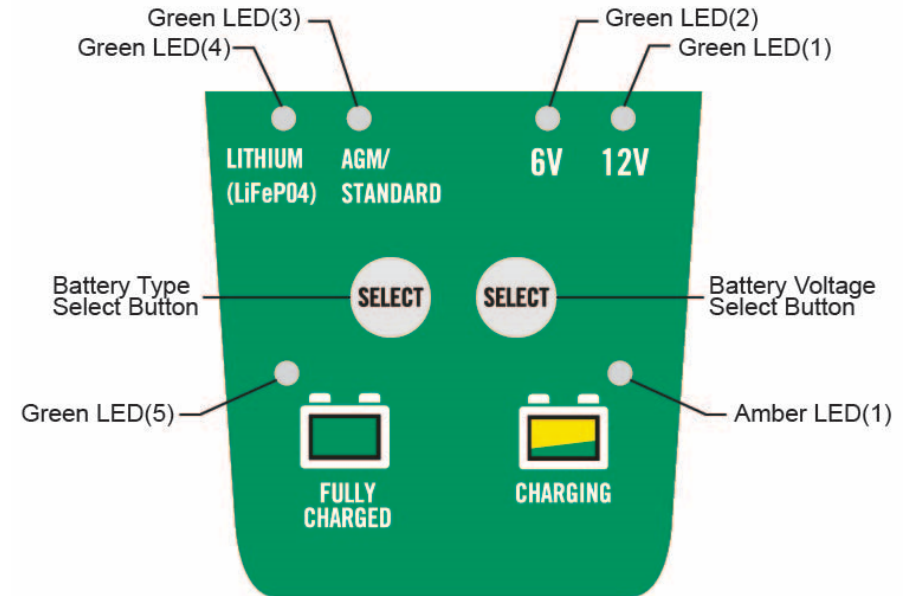 Green LED(3)
Green LED(2)
Green LED(4)
Green LED(1)
LITHIUM
(LiFePO4)
AGM/
STANDARD
6V
12V
Battery Type
Select Button
SELECT
SELECT
Battery Voltage
Select Button
Green LED(5)
Amber LED(1)
FULLY
CHARGED
CHARGING